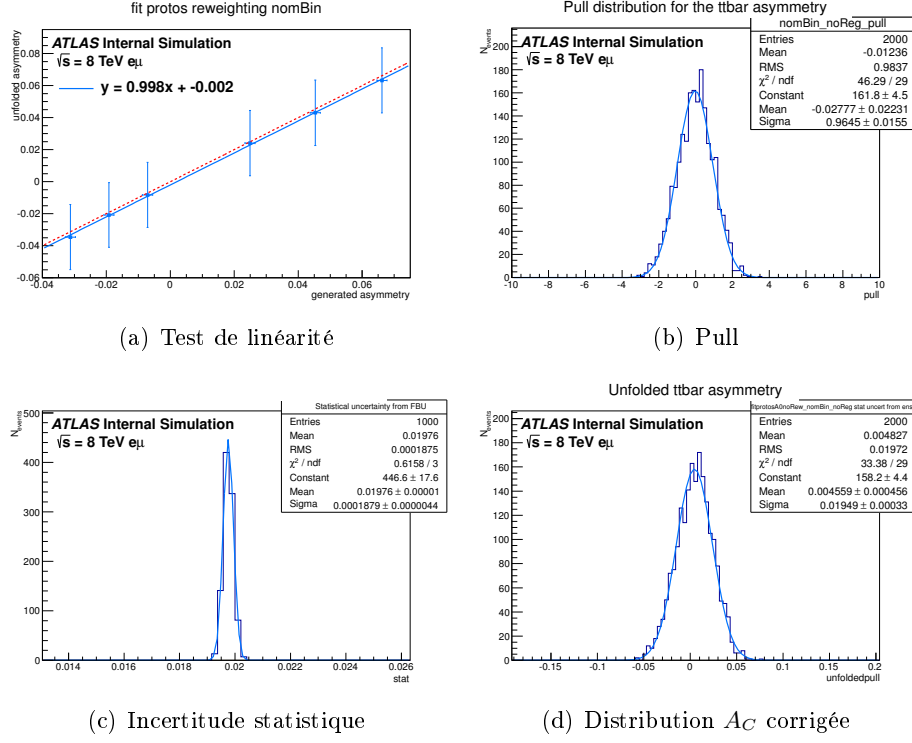 fit protos reweighting nomBin
unfolded asymmetry
ATLAS Internal Simulation
√s = 8 TeV eμ
y = 0.998x + -0.002
0.08
0.06
0.04
0.02
0
-0.02
-0.04
-0.06
-0.04 -0.02 0 0.02 0.04 0.06
generated asymmetry
(a) Test de linéarité
Pull distribution for the ttbar asymmetry
N_events
ATLAS Internal Simulation
√s = 8 TeV eμ
nomBin_noReg_pull
Entries 2000
Mean -0.01236
RMS 0.9837
χ² / ndf 46.29 / 29
Constant 161.8 ± 4.5
Mean -0.02777 ± 0.02231
Sigma 0.9645 ± 0.0155
200
180
160
140
120
100
80
60
40
20
0
-10 -8 -6 -4 -2 0 2 4 6 8 10
pull
(b) Pull
N_events
ATLAS Internal Simulation
√s = 8 TeV eμ
Statistical uncertainty from FBU
Entries 1000
Mean 0.01976
RMS 0.0001875
χ² / ndf 0.6158 / 3
Constant 446.6 ± 17.6
Mean 0.01976 ± 0.00001
Sigma 0.0001879 ± 0.0000044
500
400
300
200
100
0
0.014 0.016 0.018 0.02 0.022 0.024 0.026
stat
(c) Incertitude statistique
Unfolded ttbar asymmetry
N_events
ATLAS Internal Simulation
√s = 8 TeV eμ
fitprotosA0noRew_nomBin_noReg stat uncert from ens
Entries 2000
Mean 0.004827
RMS 0.01972
χ² / ndf 33.38 / 29
Constant 158.2 ± 4.4
Mean 0.004559 ± 0.000456
Sigma 0.01949 ± 0.00033
200
180
160
140
120
100
80
60
40
20
0
-0.15 -0.1 -0.05 0 0.05 0.1 0.15 0.2
unfoldedpull
(d) Distribution A_C corrigée